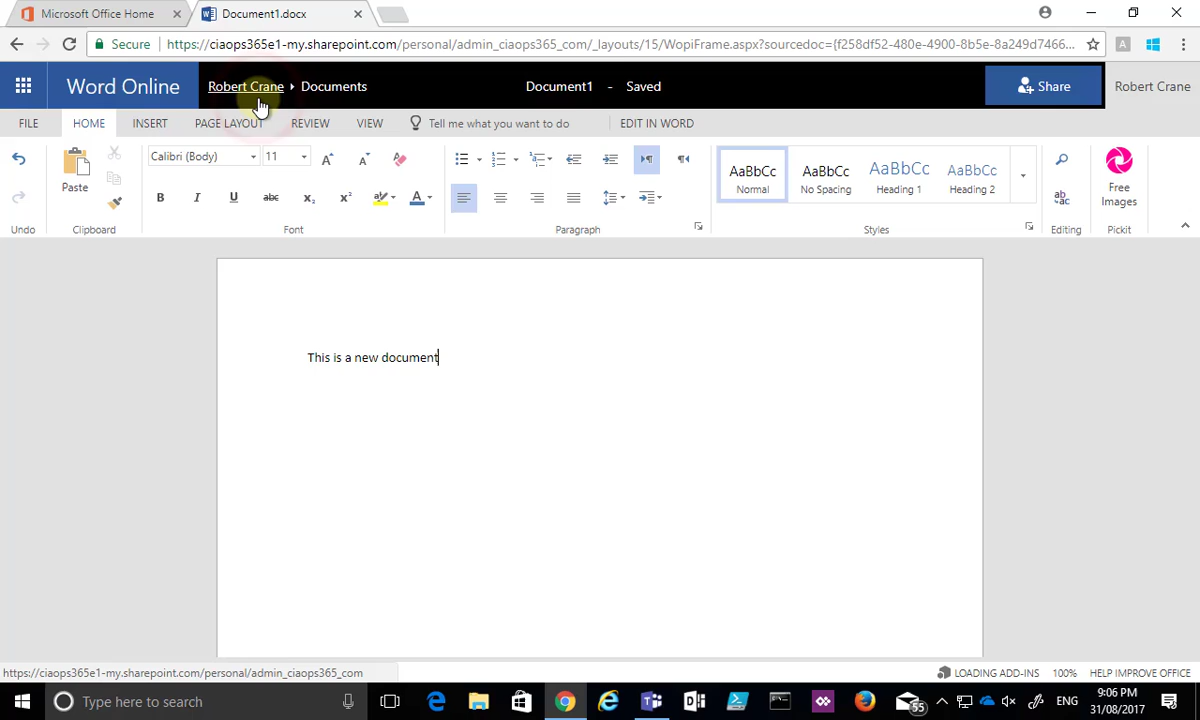 Microsoft Office Home
Document1.docx
Secure
https://ciaops365e1-my.sharepoint.com/personal/admin_ciaops365_com/_layouts/15/WopiFrame.aspx?sourcedoc={f258df52-480e-4900-8b5e-8a249d7466...
Word Online
Robert Crane
Documents
Document1 - Saved
Share
Robert Crane
FILE
HOME
INSERT
PAGE LAYOUT
REVIEW
VIEW
Tell me what you want to do
EDIT IN WORD
Paste
Calibri (Body)
11
B
I
U
abc
x₂
x²
A
AaBbCc
Normal
AaBbCc
No Spacing
AaBbCc
Heading 1
AaBbCc
Heading 2
Free
Images
Undo
Clipboard
Font
Paragraph
Styles
Editing
Pickit
This is a new document
https://ciaops365e1-my.sharepoint.com/personal/admin_ciaops365_com
LOADING ADD-INS
100%
HELP IMPROVE OFFICE
Type here to search
55
ENG
9:06 PM
31/08/2017